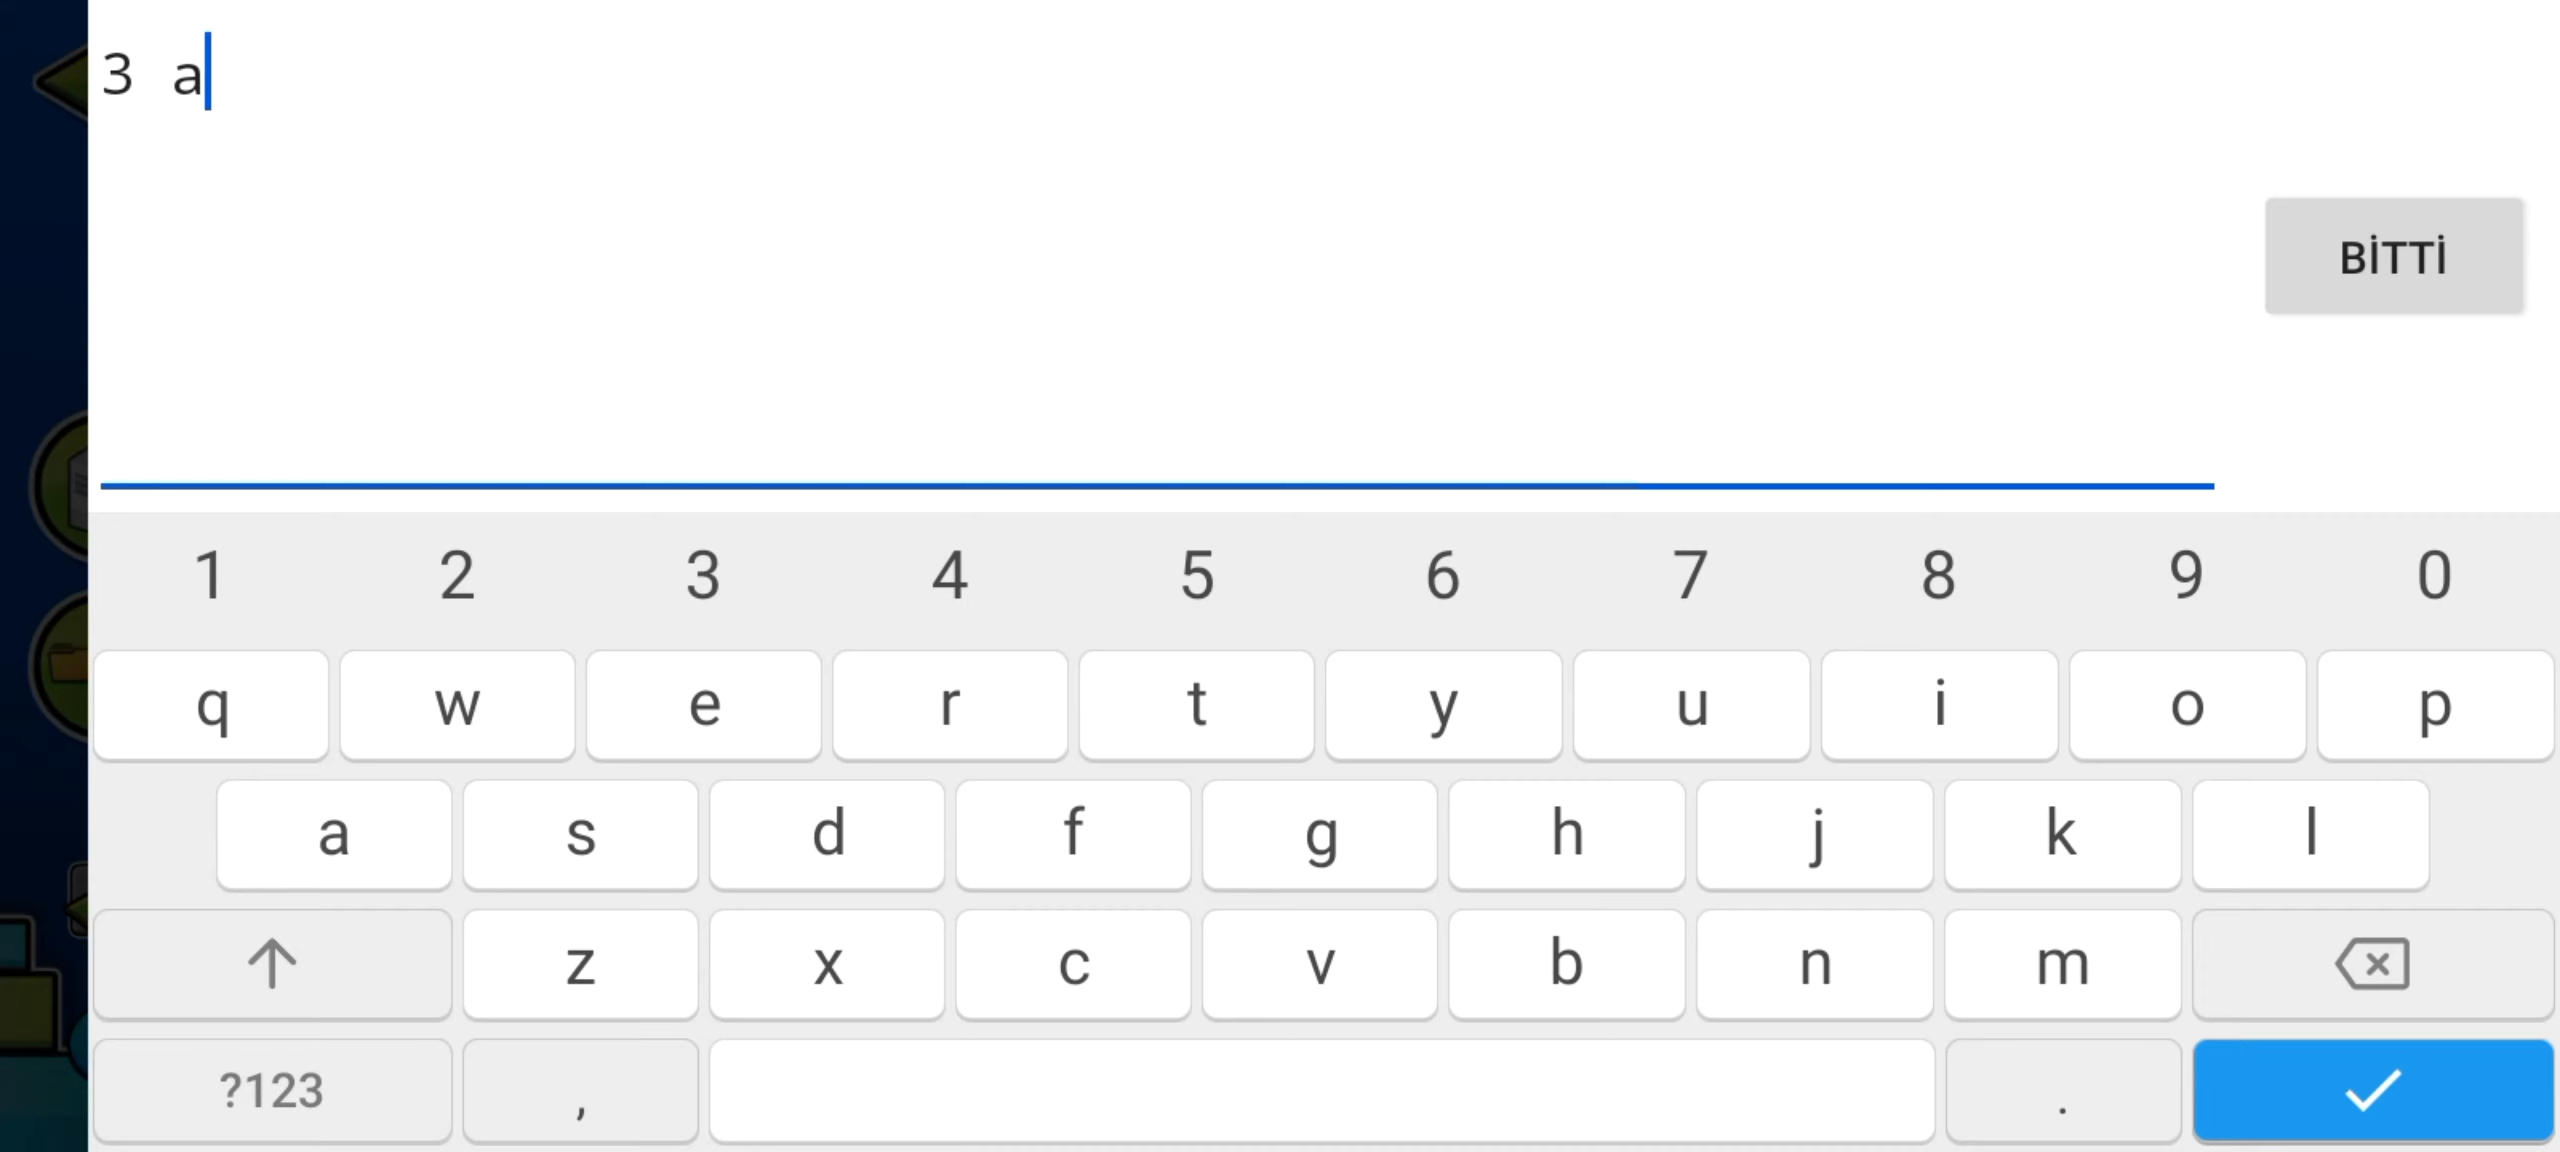 3  a
BİTTİ
1 2 3 4 5 6 7 8 9 0
q w e r t y u i o p
a s d f g h j k l
z x c v b n m
?123 , .